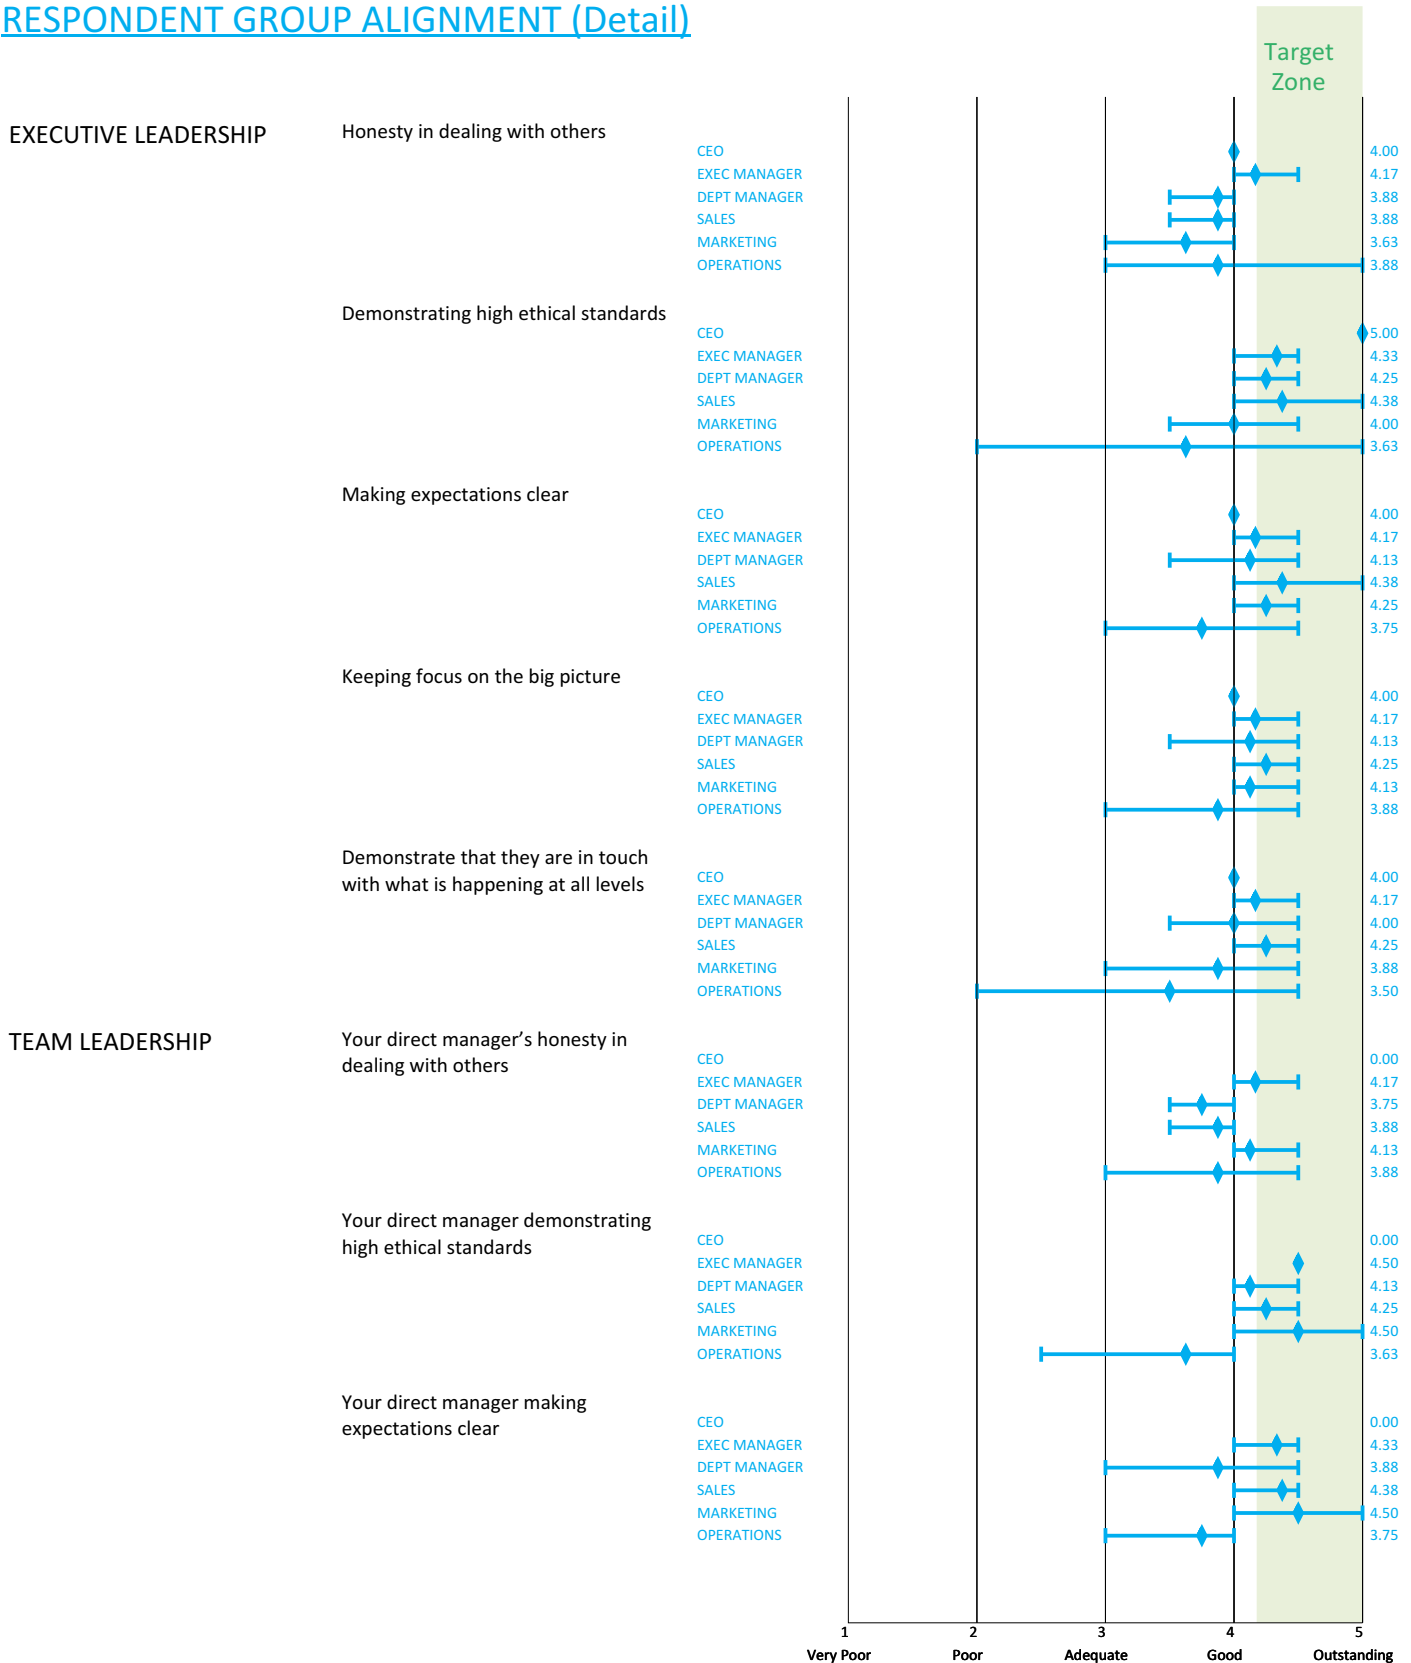 RESPONDENT GROUP ALIGNMENT (Detail)
Target
Zone
EXECUTIVE LEADERSHIP
Honesty in dealing with others
CEO 4.00
EXEC MANAGER 4.17
DEPT MANAGER 3.88
SALES 3.88
MARKETING 3.63
OPERATIONS 3.88
Demonstrating high ethical standards
CEO 5.00
EXEC MANAGER 4.33
DEPT MANAGER 4.25
SALES 4.38
MARKETING 4.00
OPERATIONS 3.63
Making expectations clear
CEO 4.00
EXEC MANAGER 4.17
DEPT MANAGER 4.13
SALES 4.38
MARKETING 4.25
OPERATIONS 3.75
Keeping focus on the big picture
CEO 4.00
EXEC MANAGER 4.17
DEPT MANAGER 4.13
SALES 4.25
MARKETING 4.13
OPERATIONS 3.88
Demonstrate that they are in touch
with what is happening at all levels
CEO 4.00
EXEC MANAGER 4.17
DEPT MANAGER 4.00
SALES 4.25
MARKETING 3.88
OPERATIONS 3.50
TEAM LEADERSHIP
Your direct manager’s honesty in
dealing with others
CEO 0.00
EXEC MANAGER 4.17
DEPT MANAGER 3.75
SALES 3.88
MARKETING 4.13
OPERATIONS 3.88
Your direct manager demonstrating
high ethical standards
CEO 0.00
EXEC MANAGER 4.50
DEPT MANAGER 4.13
SALES 4.25
MARKETING 4.50
OPERATIONS 3.63
Your direct manager making
expectations clear
CEO 0.00
EXEC MANAGER 4.33
DEPT MANAGER 3.88
SALES 4.38
MARKETING 4.50
OPERATIONS 3.75
1 2 3 4 5
Very Poor Poor Adequate Good Outstanding